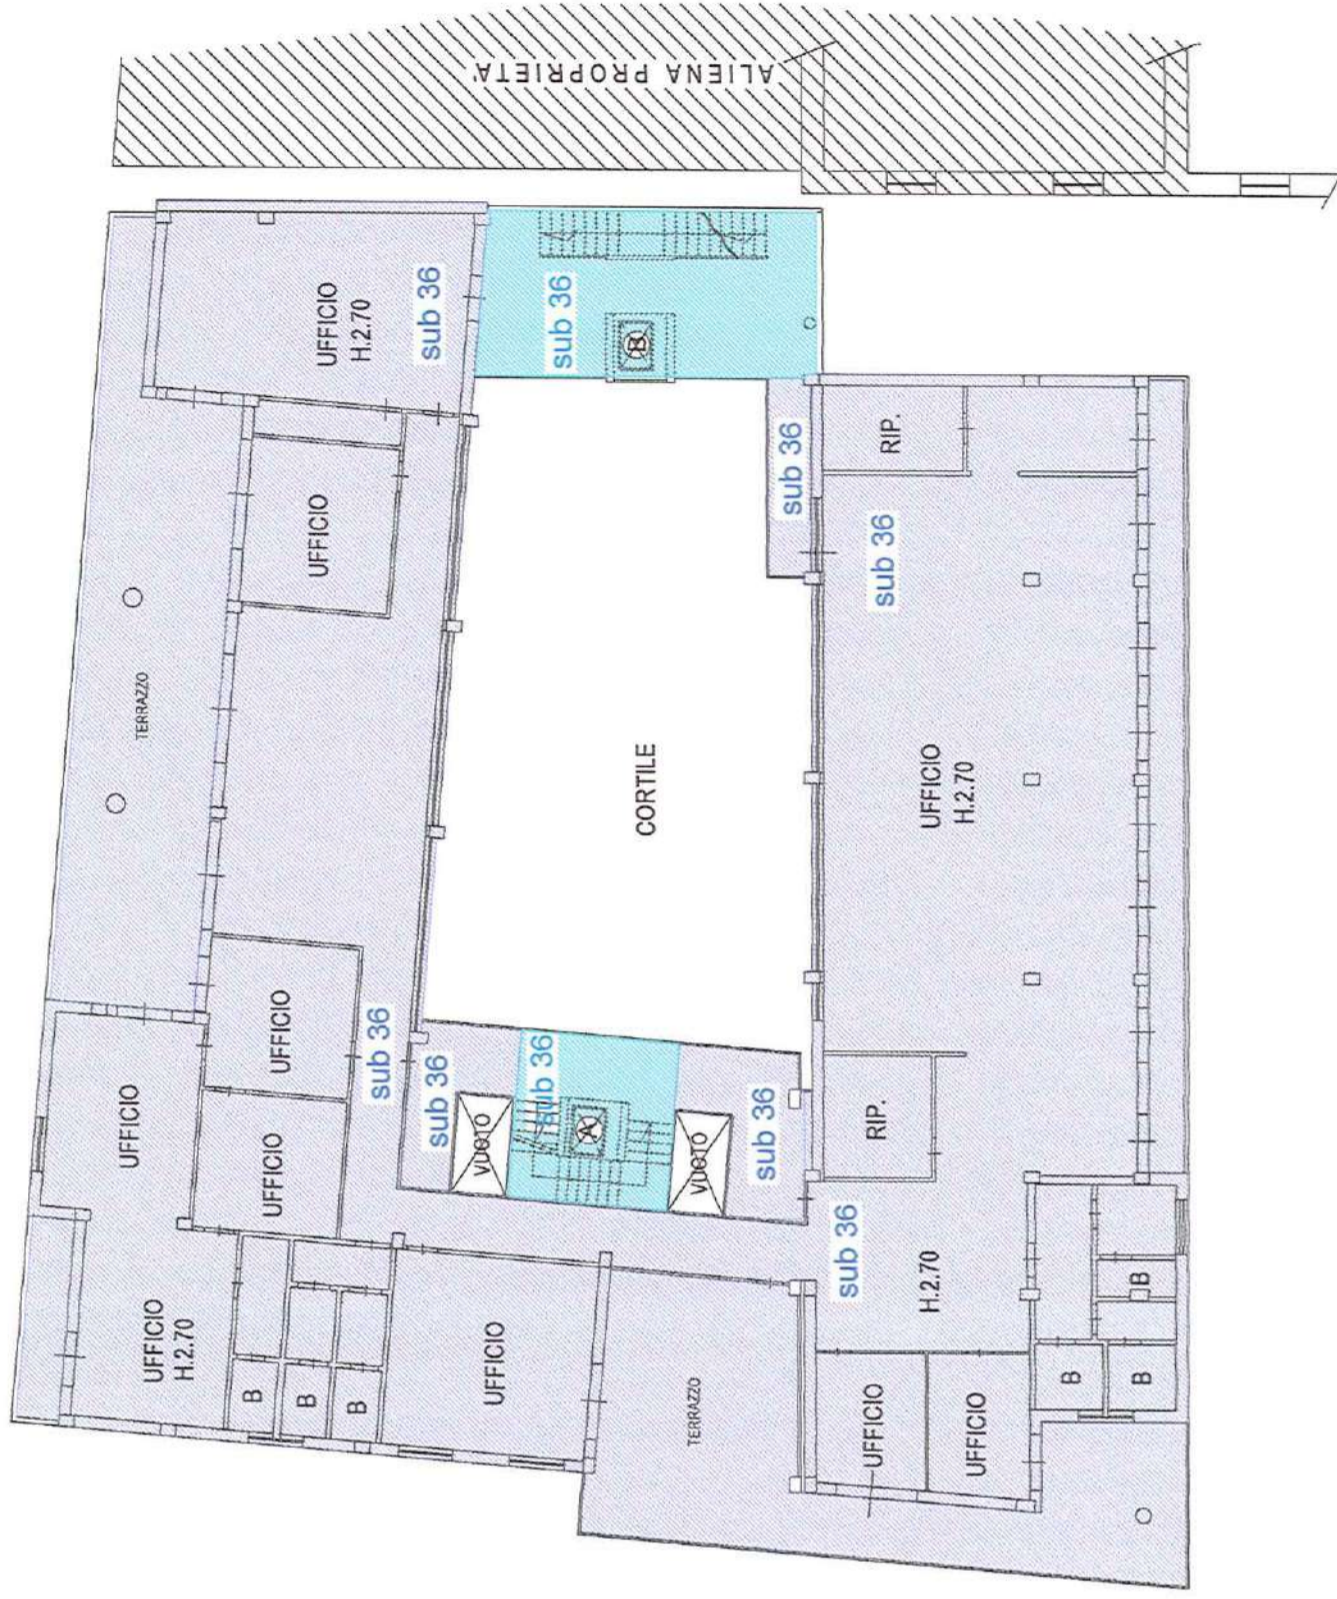 ALIENA PROPRIETA'
UFFICIO
H.2.70
sub 36
sub 36
B
UFFICIO
TERRAZZO
sub 36
RIP.
sub 36
CORTILE
UFFICIO
H.2.70
UFFICIO
UFFICIO
UFFICIO
sub 36
sub 36
VUOTO
sub 36
A
VUOTO
sub 36
RIP.
sub 36
H.2.70
UFFICIO
H.2.70
B
B
B
UFFICIO
TERRAZZO
UFFICIO
UFFICIO
B
B
B